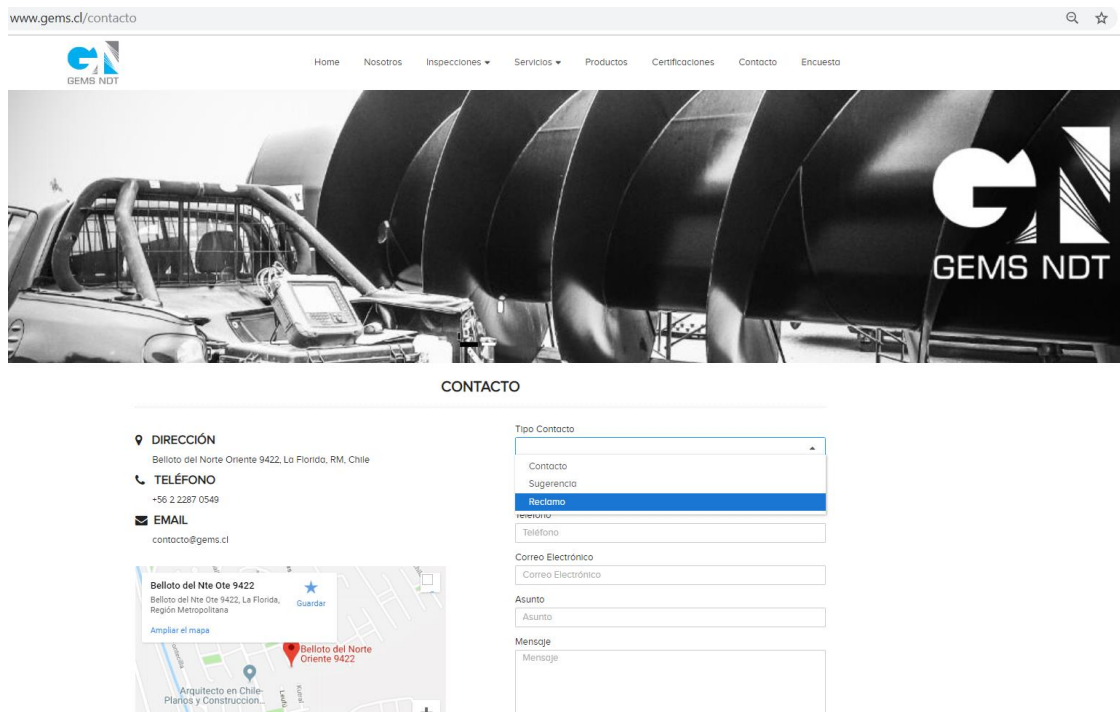 www.gems.cl/contacto
GEMS NDT
Home Nosotros Inspecciones Servicios Productos Certificaciones Contacto Encuesta
GEMS NDT
CONTACTO
DIRECCIÓN
Belloto del Norte Oriente 9422, La Florida, RM, Chile
TELÉFONO
+56 2 2287 0549
EMAIL
contacto@gems.cl
Belloto del Nte Ote 9422
Belloto del Nte Ote 9422, La Florida,
Región Metropolitana
Guardar
Ampliar el mapa
Belloto del Norte
Oriente 9422
Arquitecto en Chile-
Planos y Construccion...
Tipo Contacto
Contacto
Sugerencia
Reclamo
Teléfono
Teléfono
Correo Electrónico
Correo Electrónico
Asunto
Asunto
Mensaje
Mensaje